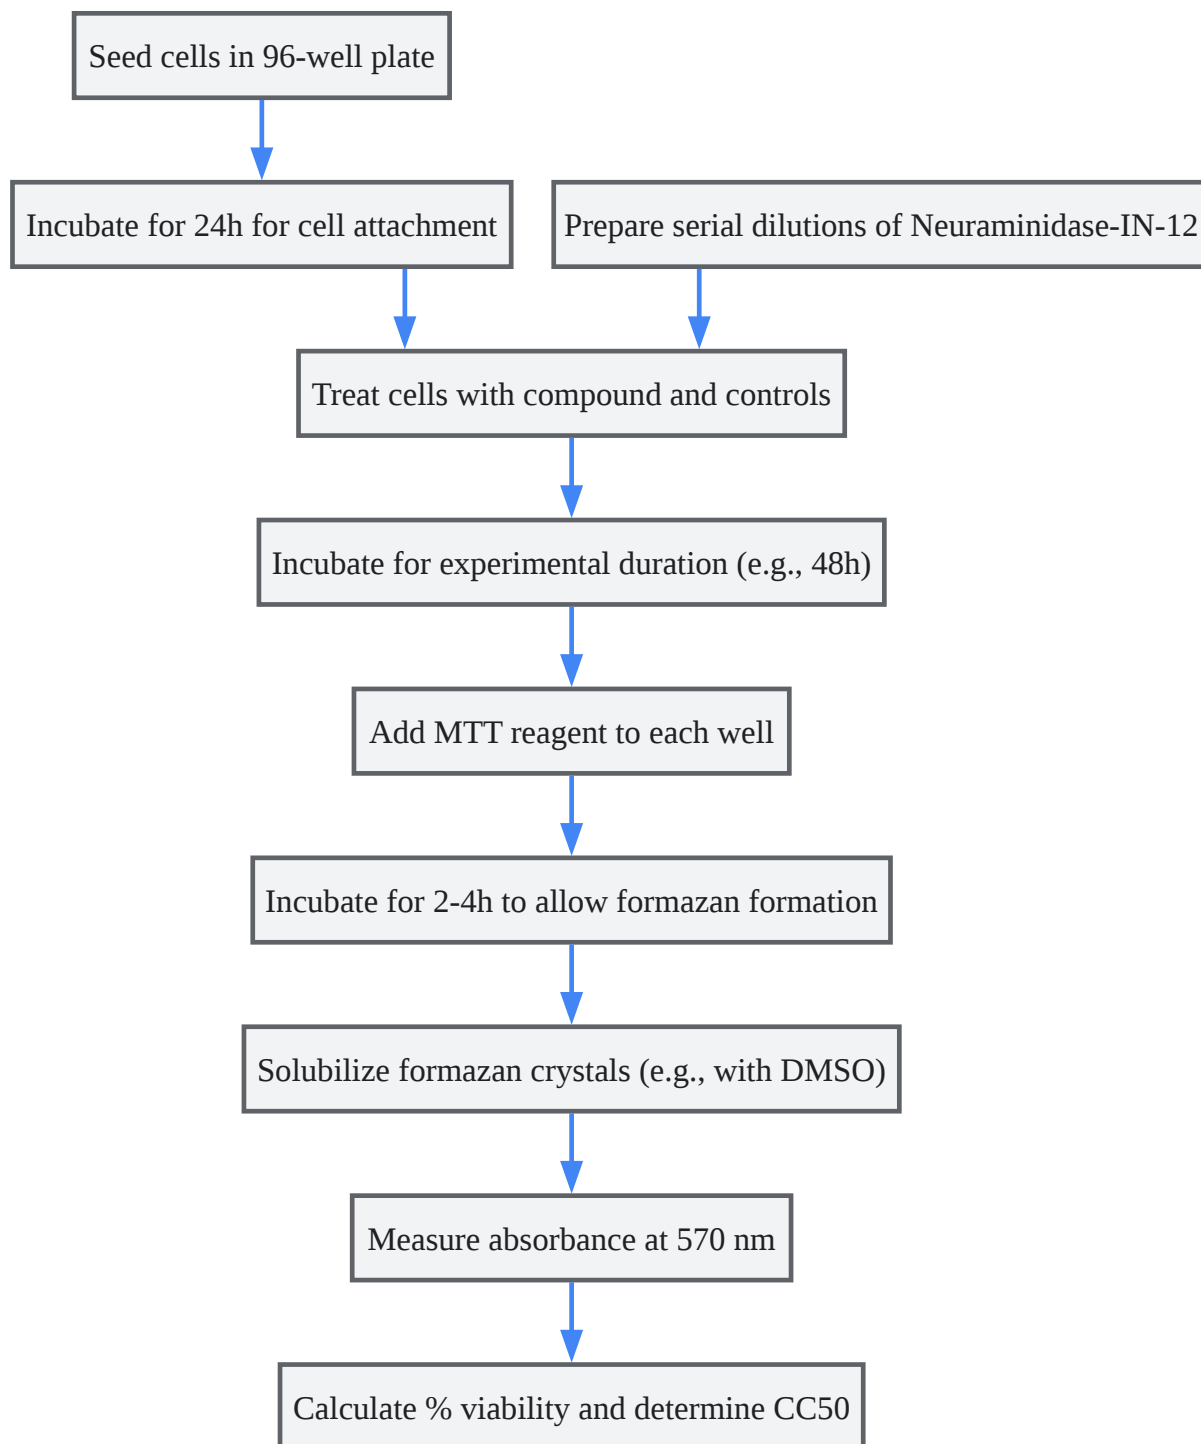 Seed cells in 96-well plate
Incubate for 24h for cell attachment
Prepare serial dilutions of Neuraminidase-IN-12
Treat cells with compound and controls
Incubate for experimental duration (e.g., 48h)
Add MTT reagent to each well
Incubate for 2-4h to allow formazan formation
Solubilize formazan crystals (e.g., with DMSO)
Measure absorbance at 570 nm
Calculate % viability and determine CC50